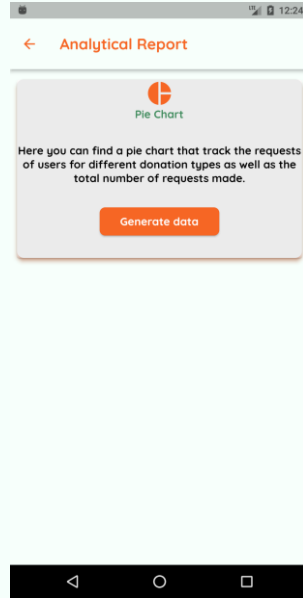 12:24
Analytical Report
Pie Chart
Here you can find a pie chart that track the requests
of users for different donation types as well as the
total number of requests made.
Generate data